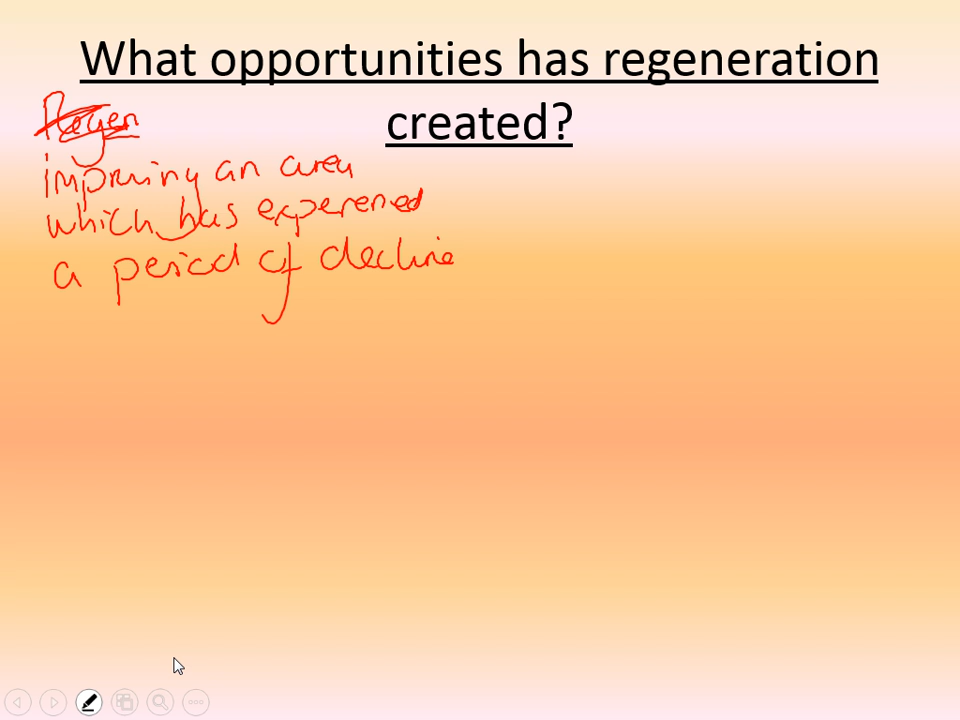 What opportunities has regeneration
created?
Regen
improving an area
which has experened
a period of decline